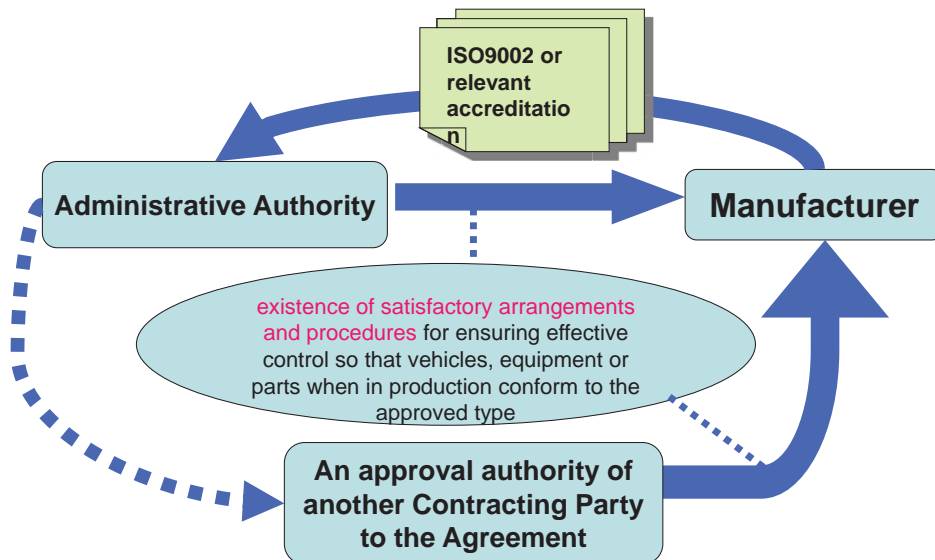 ISO9002 or
relevant
accreditatio
n
Administrative Authority
Manufacturer
existence of satisfactory arrangements
and procedures for ensuring effective
control so that vehicles, equipment or
parts when in production conform to the
approved type
An approval authority of
another Contracting Party
to the Agreement